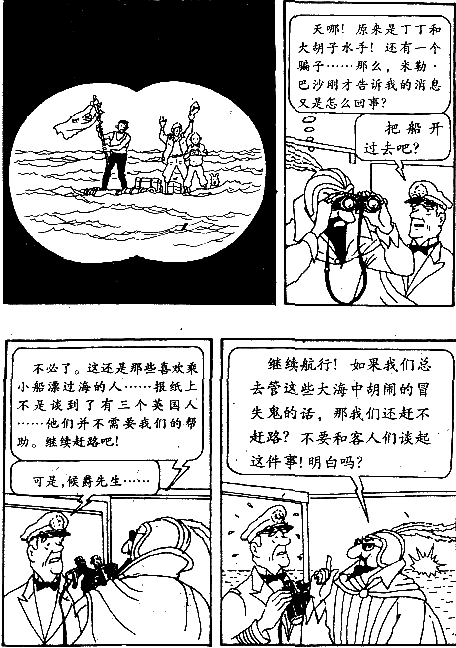 天哪！原来是丁丁和
大胡子水手！还有一个
骗子……那么，米勒·
巴沙刚才告诉我的消息
又是怎么回事？
把船开
过去吧？
不必了。这还是那些喜欢乘
小船漂过海的人……报纸上
不是谈到了有三个英国人
……他们并不需要我们的帮
助。继续赶路吧！
可是，候爵先生……
继续航行！如果我们总
去管这些大海中胡闹的冒
失鬼的话，那我们还赶不
赶路？不要和客人们谈起
这件事！明白吗？